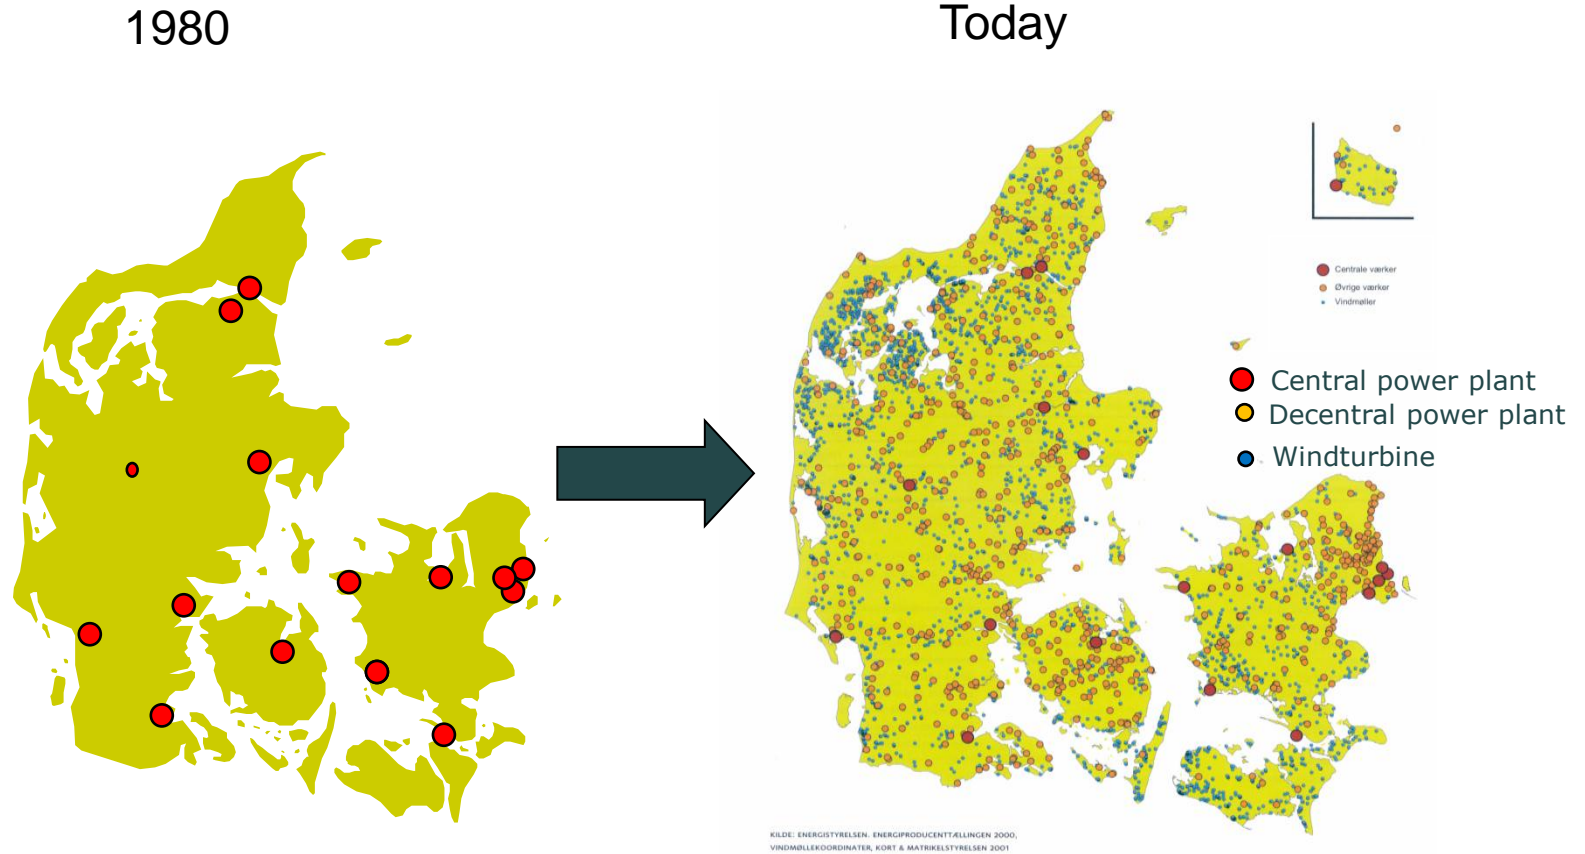 1980
Today
Centrale værker
Øvrige værker
Vindmøller
Central power plant
Decentral power plant
Windturbine
KILDE: ENERGISTYRELSEN. ENERGIPRODUCENTTÆLLINGEN 2000,
VINDMØLLEKOORDINATER, KORT & MATRIKELSTYRELSEN 2001